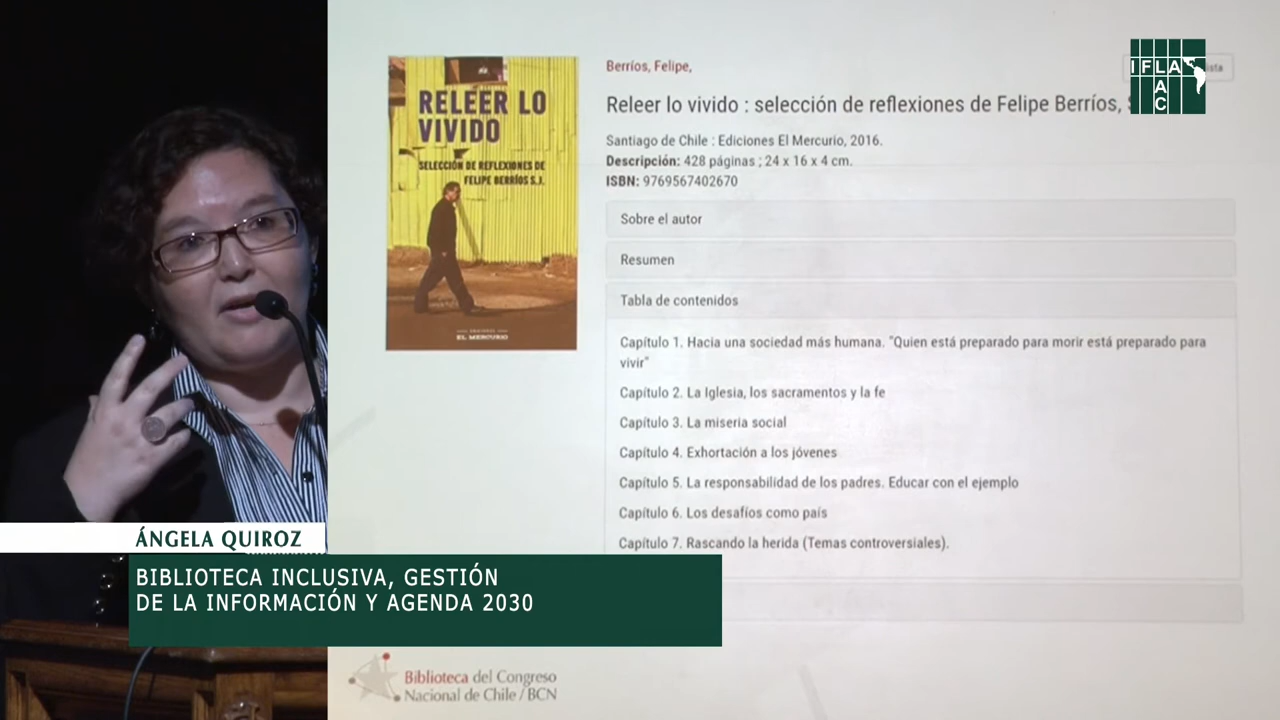 RELEER LO
VIVIDO
SELECCIÓN DE REFLEXIONES DE
FELIPE BERRÍOS S.J.
EDICIONES
EL MERCURIO
Berríos, Felipe,
Releer lo vivido : selección de reflexiones de Felipe Berríos,
Santiago de Chile : Ediciones El Mercurio, 2016.
Descripción: 428 páginas ; 24 x 16 x 4 cm.
ISBN: 9769567402670
Sobre el autor
Resumen
Tabla de contenidos
Capítulo 1. Hacia una sociedad más humana. "Quien está preparado para morir está preparado para
vivir"
Capítulo 2. La Iglesia, los sacramentos y la fe
Capítulo 3. La miseria social
Capítulo 4. Exhortación a los jóvenes
Capítulo 5. La responsabilidad de los padres. Educar con el ejemplo
Capítulo 6. Los desafíos como país
Capítulo 7. Rascando la herida (Temas controversiales).
IFLA
LAC
ÁNGELA QUIROZ
BIBLIOTECA INCLUSIVA, GESTIÓN
DE LA INFORMACIÓN Y AGENDA 2030
Biblioteca del Congreso
Nacional de Chile / BCN